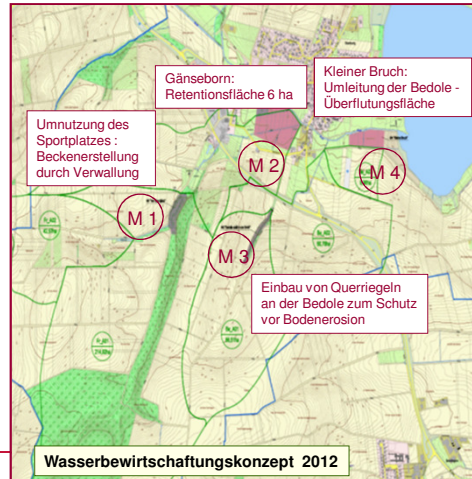 Gänseborn:
Retentionsfläche 6 ha
Kleiner Bruch:
Umleitung der Bedole -
Überflutungsfläche
Umnutzung des
Sportplatzes :
Beckenerstellung
durch Verwallung
M 2
M 4
M 1
M 3
Einbau von Querriegeln
an der Bedole zum Schutz
vor Bodenerosion
Wasserbewirtschaftungskonzept 2012